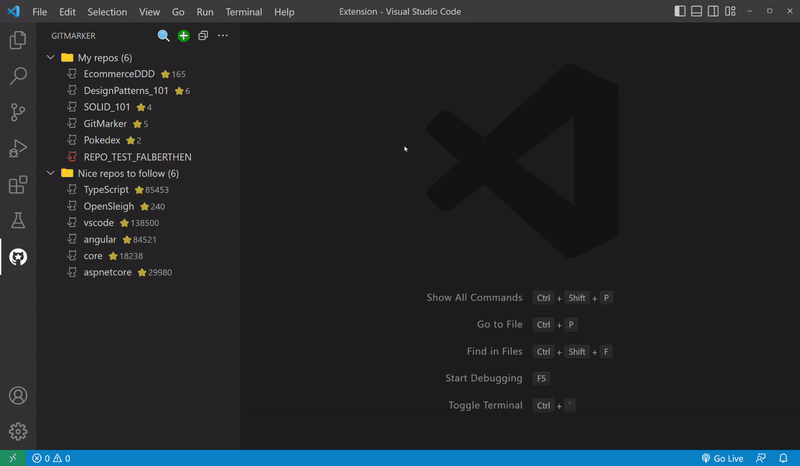 File Edit Selection View Go Run Terminal Help
Extension - Visual Studio Code
GITMARKER
My repos (6)
EcommerceDDD 165
DesignPatterns_101 6
SOLID_101 4
GitMarker 5
Pokedex 2
REPO_TEST_FALBERTHEN
Nice repos to follow (6)
TypeScript 85453
OpenSleigh 240
vscode 138500
angular 84521
core 18238
aspnetcore 29980
Show All Commands Ctrl + Shift + P
Go to File Ctrl + P
Find in Files Ctrl + Shift + F
Start Debugging F5
Toggle Terminal Ctrl + `
0 0
Go Live